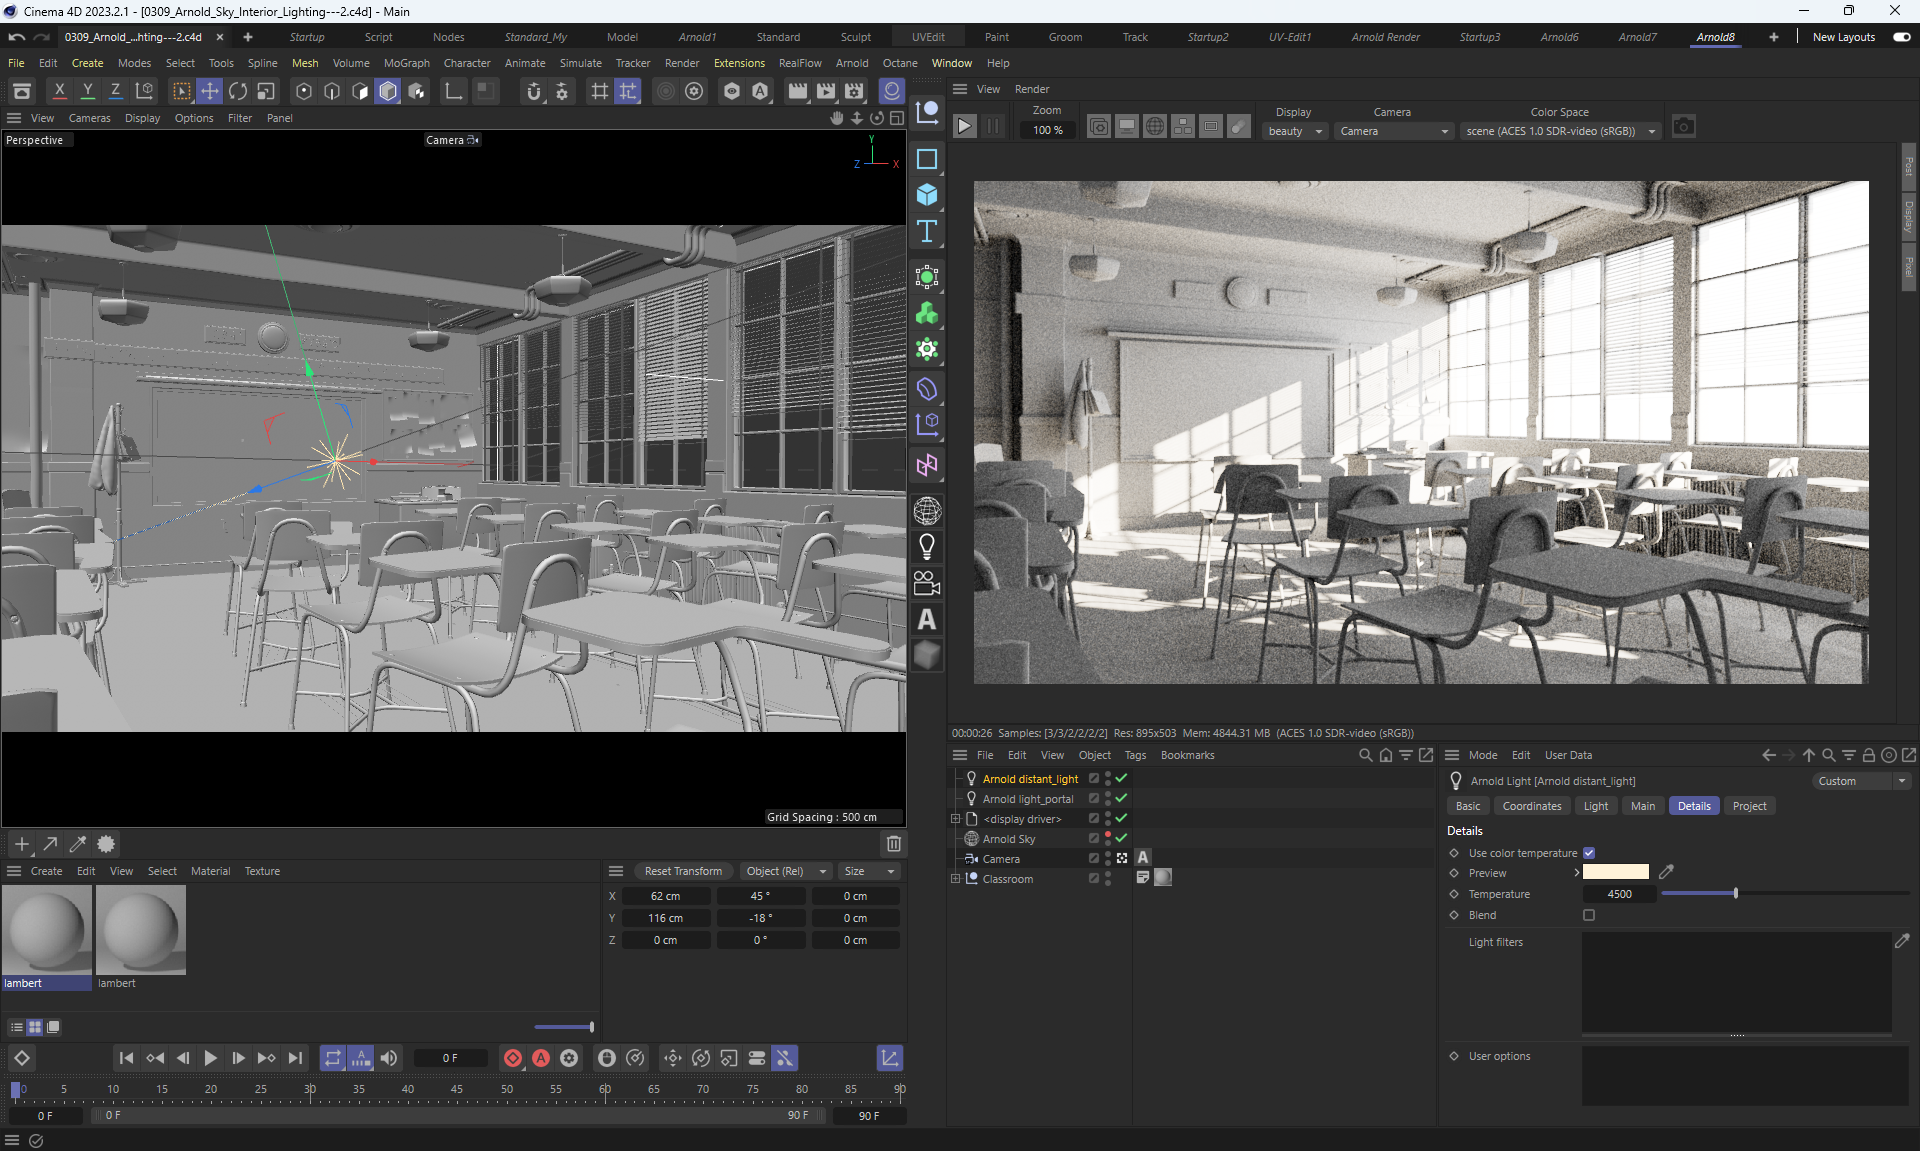 Cinema 4D 2023.2.1 - [0309_Arnold_Sky_Interior_Lighting---2.c4d] - Main
0309_Arnold_...hting---2.c4d × + Startup Script Nodes Standard_My Model Arnold1 Standard Sculpt UVEdit Paint Groom Track Startup2 UV-Edit1 Arnold Render Startup3 Arnold6 Arnold7 Arnold8 + New Layouts
File Edit Create Modes Select Tools Spline Mesh Volume MoGraph Character Animate Simulate Tracker Render Extensions RealFlow Arnold Octane Window Help
X Y Z
View Render
View Cameras Display Options Filter Panel
Zoom Display Camera Color Space
100 % beauty Camera scene (ACES 1.0 SDR-video (sRGB))
Perspective
Camera
Y
Z X
Post
Display
Pixel
Grid Spacing : 500 cm
00:00:26 Samples: [3/3/2/2/2/2] Res: 895x503 Mem: 4844.31 MB (ACES 1.0 SDR-video (sRGB))
File Edit View Object Tags Bookmarks
Arnold distant_light
Arnold light_portal
<display driver>
Arnold Sky
Camera A
Classroom
Mode Edit User Data
Arnold Light [Arnold distant_light]
Custom
Basic Coordinates Light Main Details Project
Details
Use color temperature
Preview
Temperature 4500
Blend
Light filters
User options
Create Edit View Select Material Texture
lambert
lambert
Reset Transform Object (Rel) Size
X 62 cm 45 ° 0 cm
Y 116 cm -18 ° 0 cm
Z 0 cm 0 ° 0 cm
0 F
0 5 10 15 20 25 30 35 40 45 50 55 60 65 70 75 80 85 90
0 F 0 F 90 F 90 F